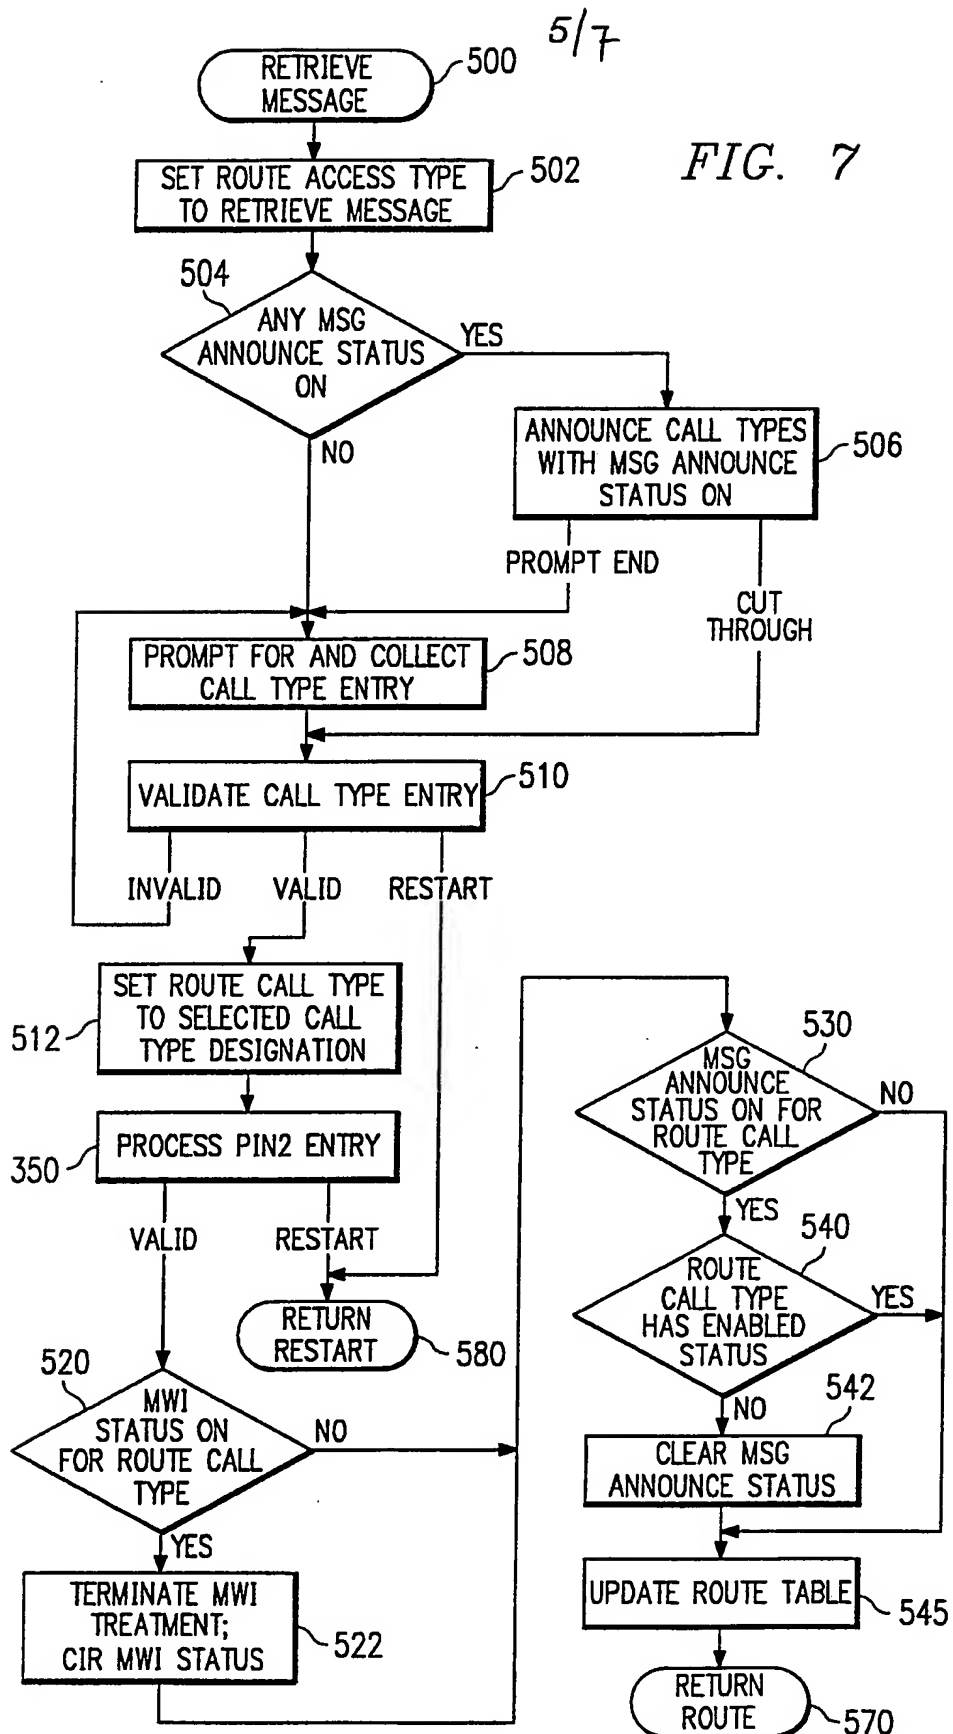 5/7
RETRIEVE
MESSAGE
500
FIG. 7
SET ROUTE ACCESS TYPE
TO RETRIEVE MESSAGE
502
504
ANY MSG
ANNOUNCE STATUS
ON
YES
NO
ANNOUNCE CALL TYPES
WITH MSG ANNOUNCE
STATUS ON
506
PROMPT END
CUT
THROUGH
PROMPT FOR AND COLLECT
CALL TYPE ENTRY
508
VALIDATE CALL TYPE ENTRY
510
INVALID
VALID
RESTART
SET ROUTE CALL TYPE
TO SELECTED CALL
TYPE DESIGNATION
512
PROCESS PIN2 ENTRY
350
VALID
RESTART
RETURN
RESTART
580
520
MWI
STATUS ON
FOR ROUTE CALL
TYPE
NO
YES
TERMINATE MWI
TREATMENT;
CIR MWI STATUS
522
530
MSG
ANNOUNCE
STATUS ON FOR
ROUTE CALL
TYPE
NO
YES
540
ROUTE
CALL TYPE
HAS ENABLED
STATUS
YES
NO
542
CLEAR MSG
ANNOUNCE STATUS
UPDATE ROUTE TABLE
545
RETURN
ROUTE
570